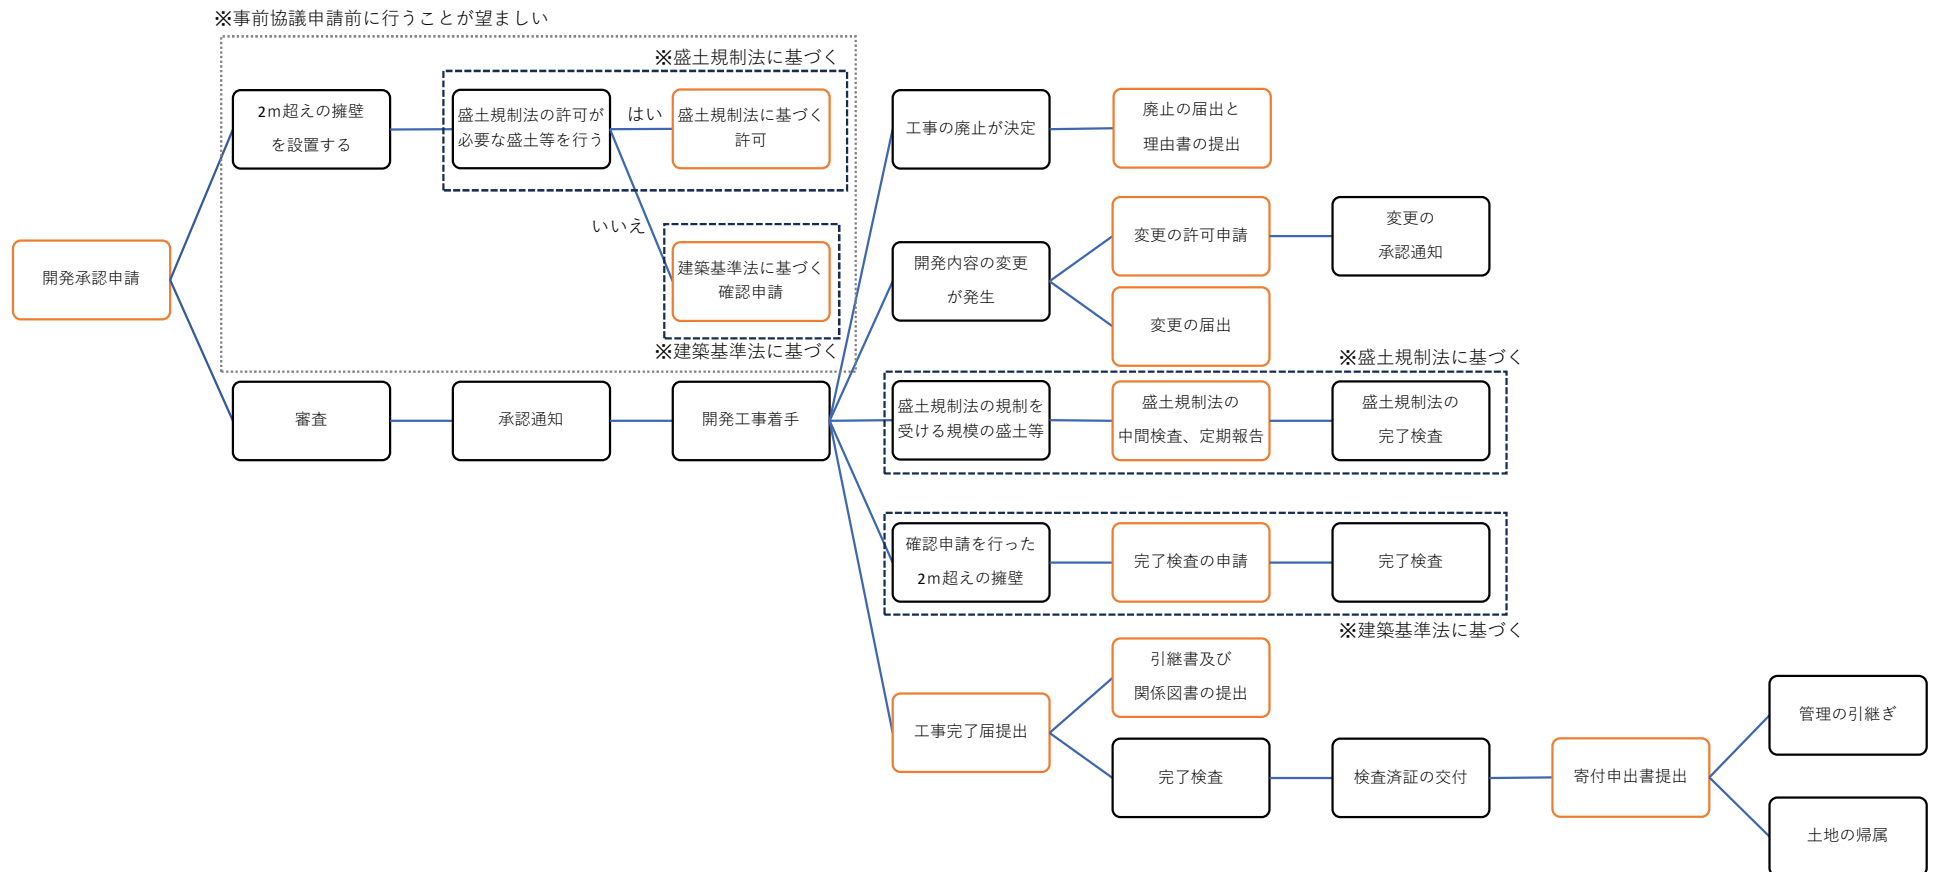 ※事前協議申請前に行うことが望ましい
※盛土規制法に基づく
2m超えの擁壁
を設置する
盛土規制法の許可が
必要な盛土等を行う
はい
盛土規制法に基づく
許可
いいえ
建築基準法に基づく
確認申請
※建築基準法に基づく
開発承認申請
審査
承認通知
開発工事着手
工事の廃止が決定
廃止の届出と
理由書の提出
開発内容の変更
が発生
変更の許可申請
変更の
承認通知
変更の届出
※盛土規制法に基づく
盛土規制法の規制を
受ける規模の盛土等
盛土規制法の
中間検査、定期報告
盛土規制法の
完了検査
確認申請を行った
2m超えの擁壁
完了検査の申請
完了検査
※建築基準法に基づく
工事完了届提出
引継書及び
関係図書の提出
完了検査
検査済証の交付
寄付申出書提出
管理の引継ぎ
土地の帰属